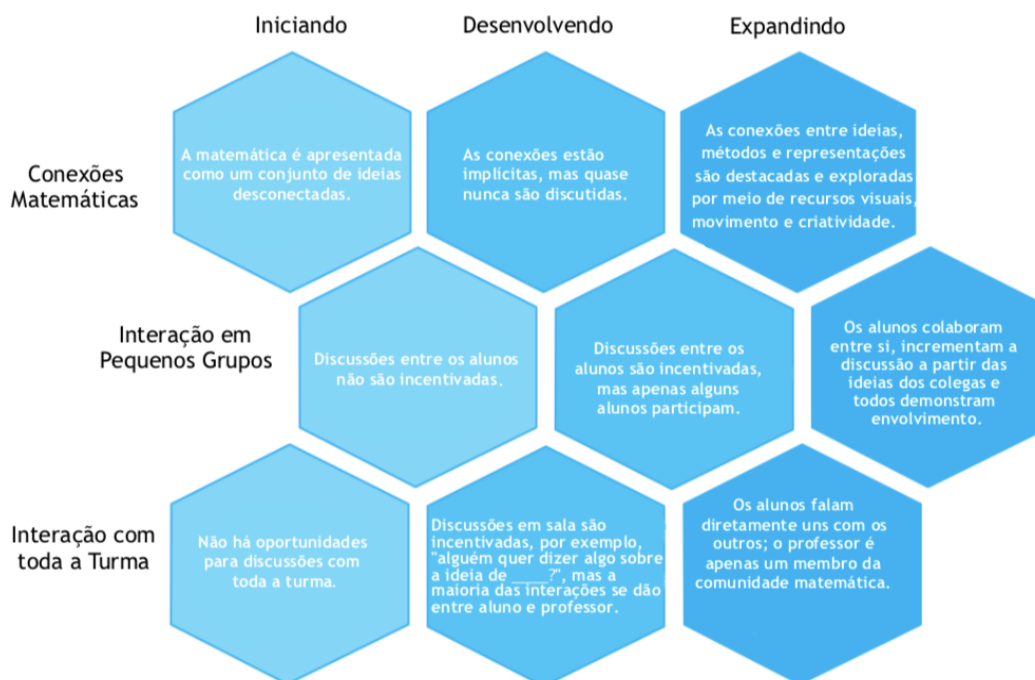 Iniciando
Desenvolvendo
Expandindo
Conexões
Matemáticas
A matemática é apresentada
como um conjunto de ideias
desconectadas.
As conexões estão
implícitas, mas quase
nunca são discutidas.
As conexões entre ideias,
métodos e representações
são destacadas e exploradas
por meio de recursos visuais,
movimento e criatividade.
Interação em
Pequenos Grupos
Discussões entre os alunos
não são incentivadas.
Discussões entre os
alunos são incentivadas,
mas apenas alguns
alunos participam.
Os alunos colaboram
entre si, incrementam a
discussão a partir das
ideias dos colegas e
todos demonstram
envolvimento.
Interação com
toda a Turma
Não há oportunidades
para discussões com
toda a turma.
Discussões em sala são
incentivadas, por exemplo,
"alguém quer dizer algo sobre
a ideia de ____?", mas a
maioria das interações se dão
entre aluno e professor.
Os alunos falam
diretamente uns com os
outros; o professor é
apenas um membro da
comunidade matemática.